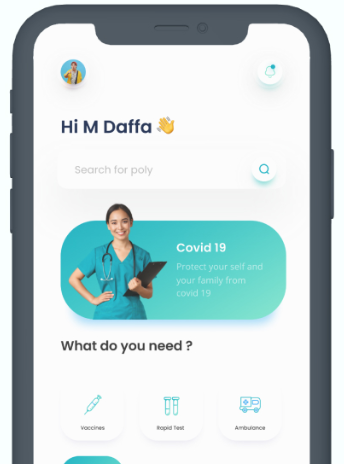 Hi M Daffa 👋
Search for poly
Covid 19
Protect your self and
your family from
covid 19
What do you need ?
Vaccines
Rapid Test
Ambulance